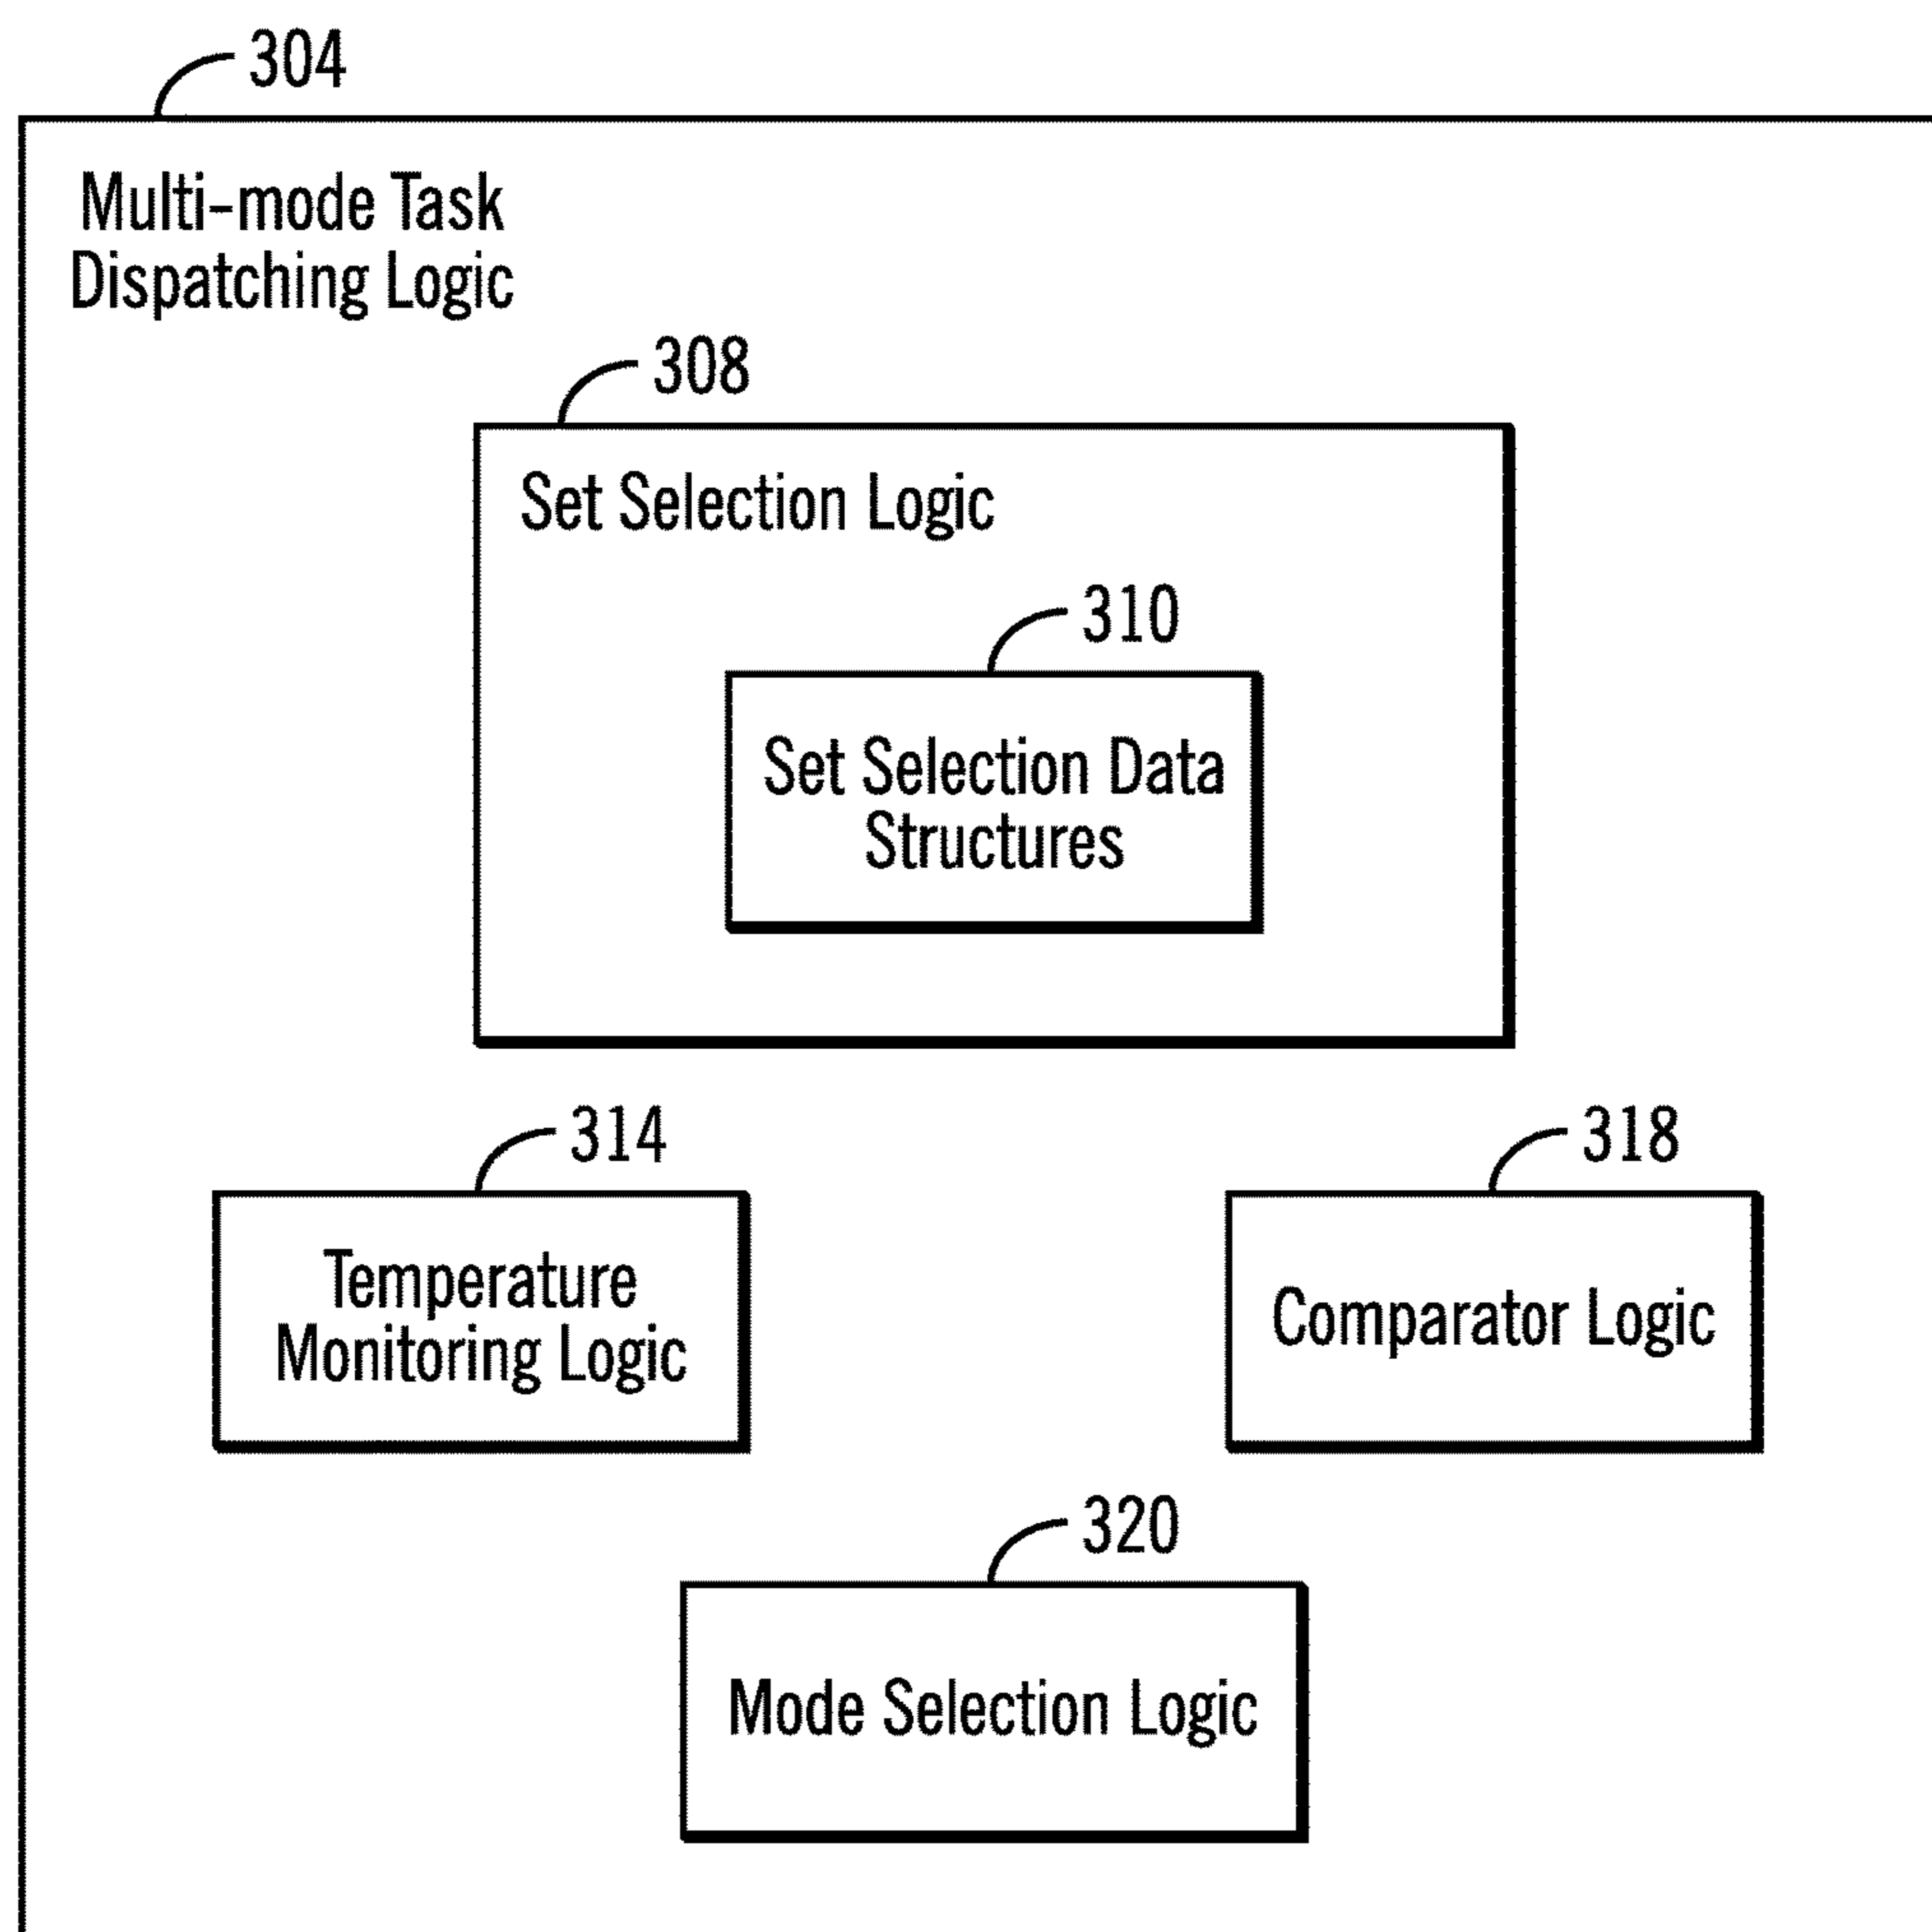 304
Multi-mode Task
Dispatching Logic
308
Set Selection Logic
310
Set Selection Data
Structures
314
Temperature
Monitoring Logic
318
Comparator Logic
320
Mode Selection Logic